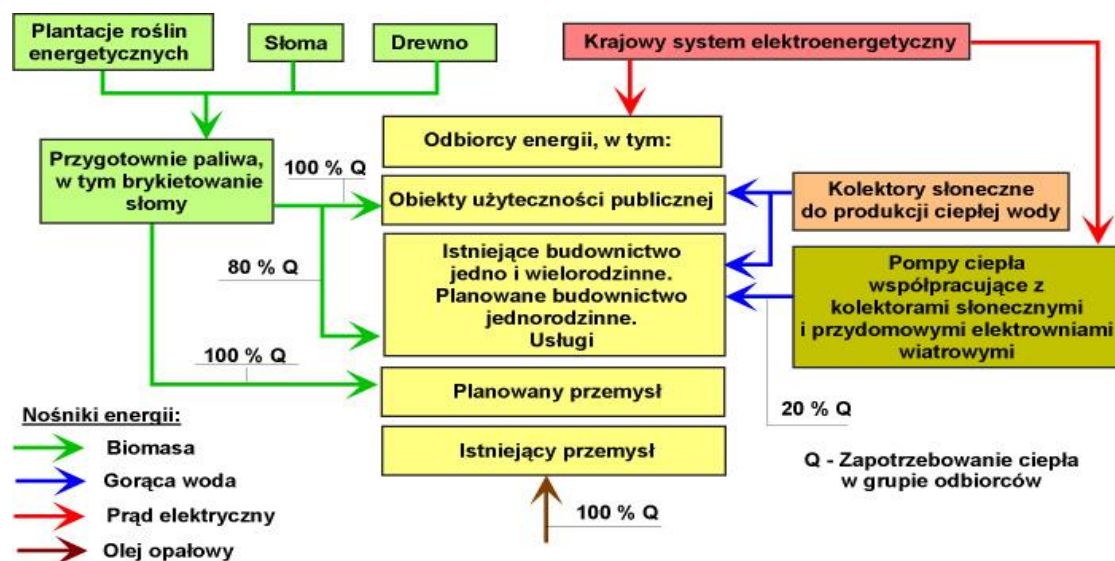 Plantacje roślin
energetycznych
Słoma
Drewno
Krajowy system elektroenergetyczny
Odbiorcy energii, w tym:
Przygotownie paliwa,
w tym brykietowanie
słomy
100 % Q
Obiekty użyteczności publicznej
Kolektory słoneczne
do produkcji ciepłej wody
80 % Q
Istniejące budownictwo
jedno i wielorodzinne.
Planowane budownictwo
jednorodzinne.
Usługi
Pompy ciepła
współpracujące z
kolektorami słonecznymi
i przydomowymi elektrowniami
wiatrowymi
100 % Q
Planowany przemysł
20 % Q
Nośniki energii:
Biomasa
Gorąca woda
Prąd elektryczny
Olej opałowy
Istniejący przemysł
100 % Q
Q - Zapotrzebowanie ciepła
w grupie odbiorców